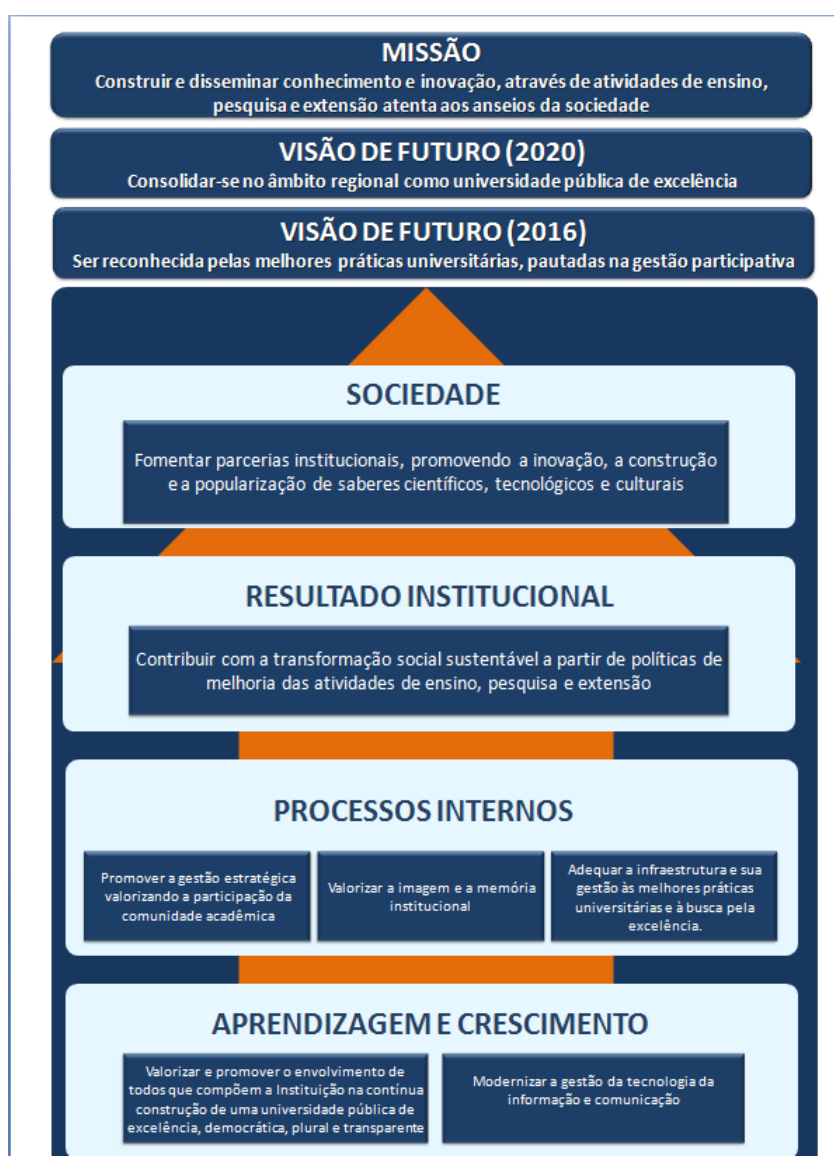 MISSÃO
Construir e disseminar conhecimento e inovação, através de atividades de ensino,
pesquisa e extensão atenta aos anseios da sociedade
VISÃO DE FUTURO (2020)
Consolidar-se no âmbito regional como universidade pública de excelência
VISÃO DE FUTURO (2016)
Ser reconhecida pelas melhores práticas universitárias, pautadas na gestão participativa
SOCIEDADE
Fomentar parcerias institucionais, promovendo a inovação, a construção
e a popularização de saberes científicos, tecnológicos e culturais
RESULTADO INSTITUCIONAL
Contribuir com a transformação social sustentável a partir de políticas de
melhoria das atividades de ensino, pesquisa e extensão
PROCESSOS INTERNOS
Promover a gestão estratégica
valorizando a participação da
comunidade acadêmica
Valorizar a imagem e a memória
institucional
Adequar a infraestrutura e sua
gestão às melhores práticas
universitárias e à busca pela
excelência.
APRENDIZAGEM E CRESCIMENTO
Valorizar e promover o envolvimento de
todos que compõem a Instituição na contínua
construção de uma universidade pública de
excelência, democrática, plural e transparente
Modernizar a gestão da tecnologia da
informação e comunicação